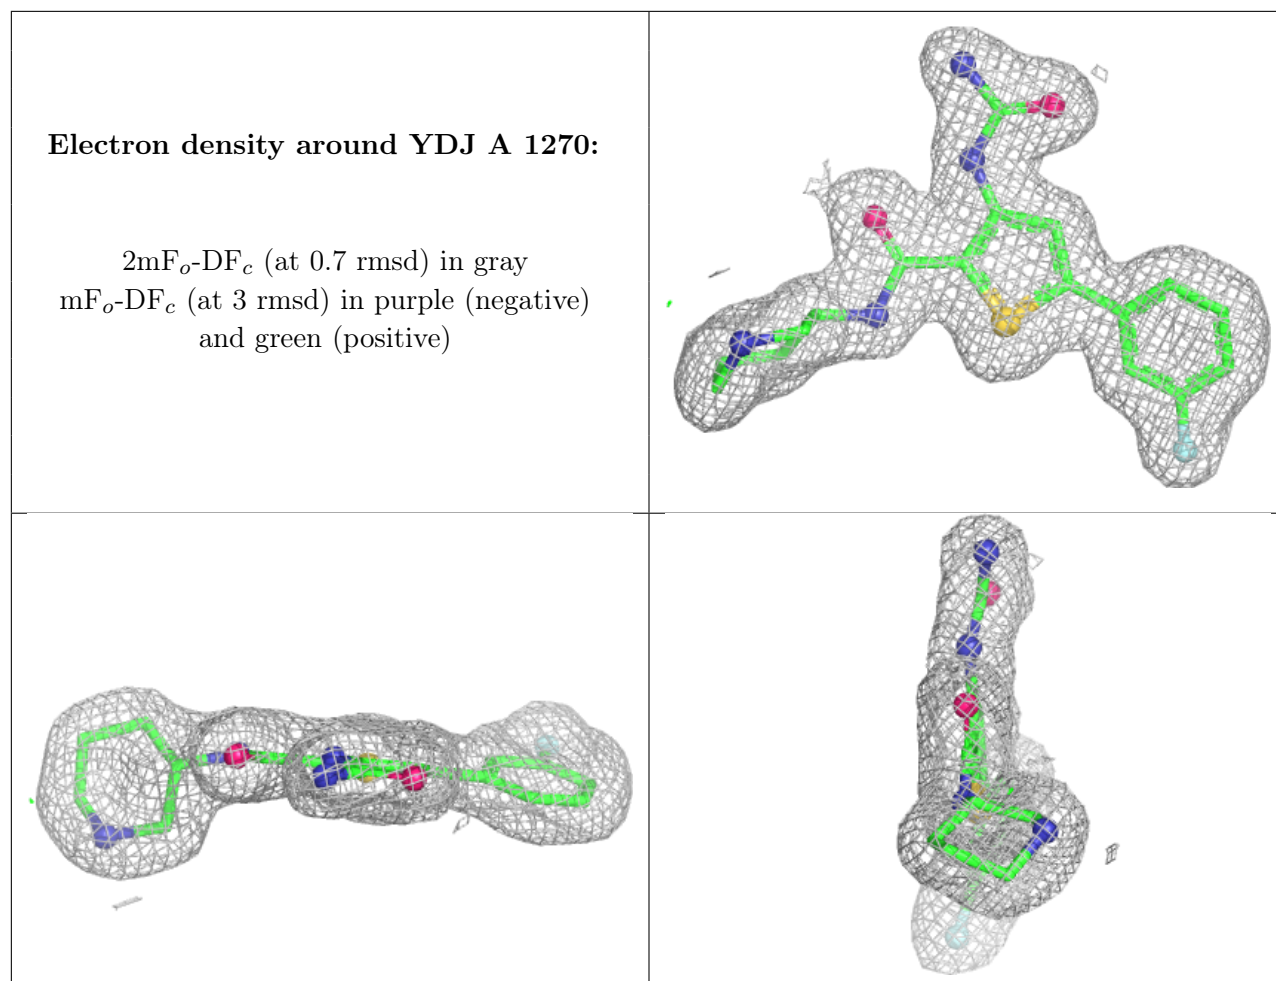 Electron density around YDJ A 1270:
2mFo-DFc (at 0.7 rmsd) in gray
mFo-DFc (at 3 rmsd) in purple (negative)
and green (positive)